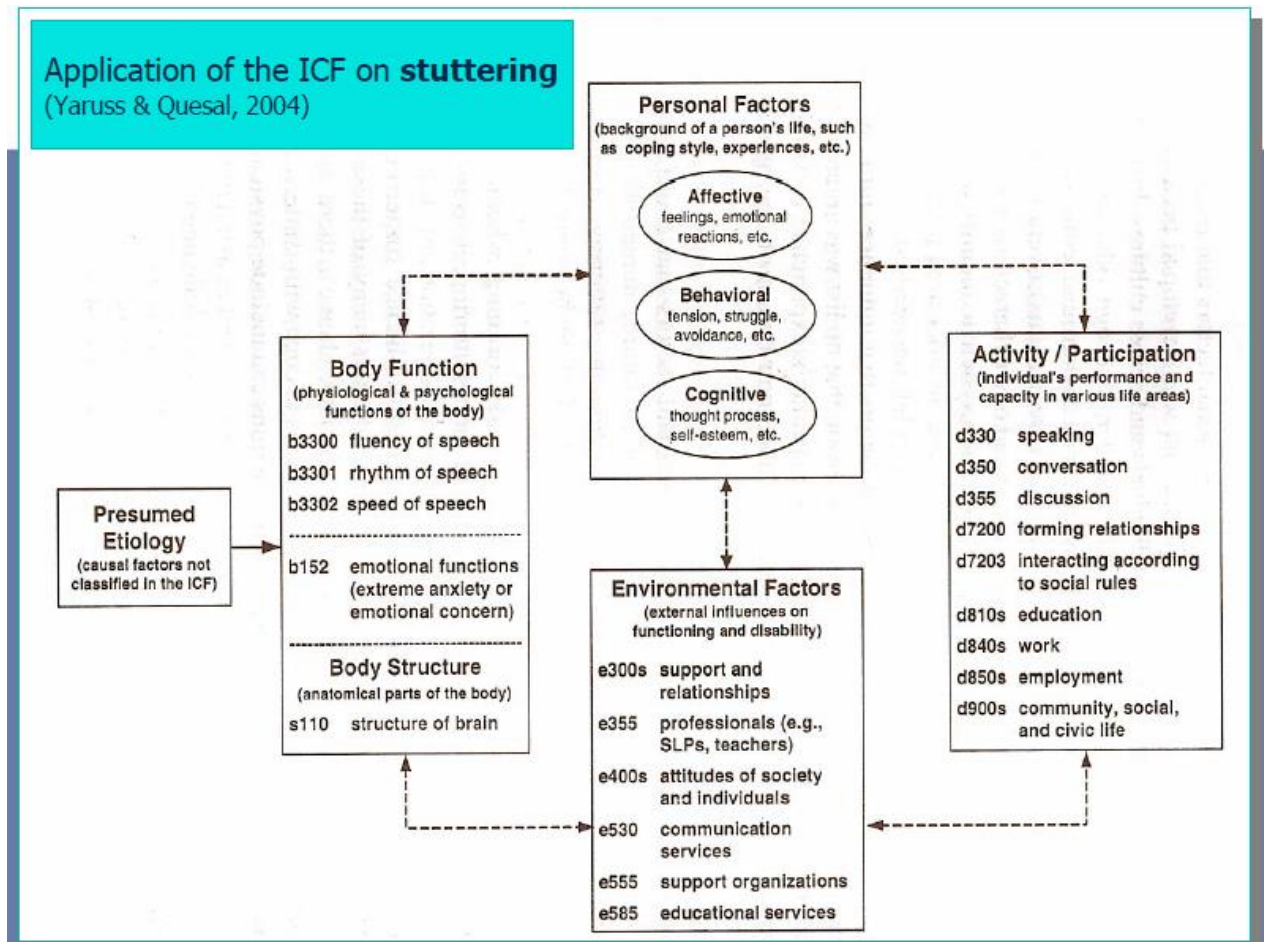 Application of the ICF on stuttering
(Yaruss & Quesal, 2004)
Presumed
Etiology
(causal factors not
classified in the ICF)
Body Function
(physiological & psychological
functions of the body)
b3300 fluency of speech
b3301 rhythm of speech
b3302 speed of speech
b152 emotional functions
(extreme anxiety or
emotional concern)
Body Structure
(anatomical parts of the body)
s110 structure of brain
Personal Factors
(background of a person's life, such
as coping style, experiences, etc.)
Affective
feelings, emotional
reactions, etc.
Behavioral
tension, struggle,
avoidance, etc.
Cognitive
thought process,
self-esteem, etc.
Environmental Factors
(external influences on
functioning and disability)
e300s support and
relationships
e355 professionals (e.g.,
SLPs, teachers)
e400s attitudes of society
and individuals
e530 communication
services
e555 support organizations
e585 educational services
Activity / Participation
(individual's performance and
capacity in various life areas)
d330 speaking
d350 conversation
d355 discussion
d7200 forming relationships
d7203 interacting according
to social rules
d810s education
d840s work
d850s employment
d900s community, social,
and civic life